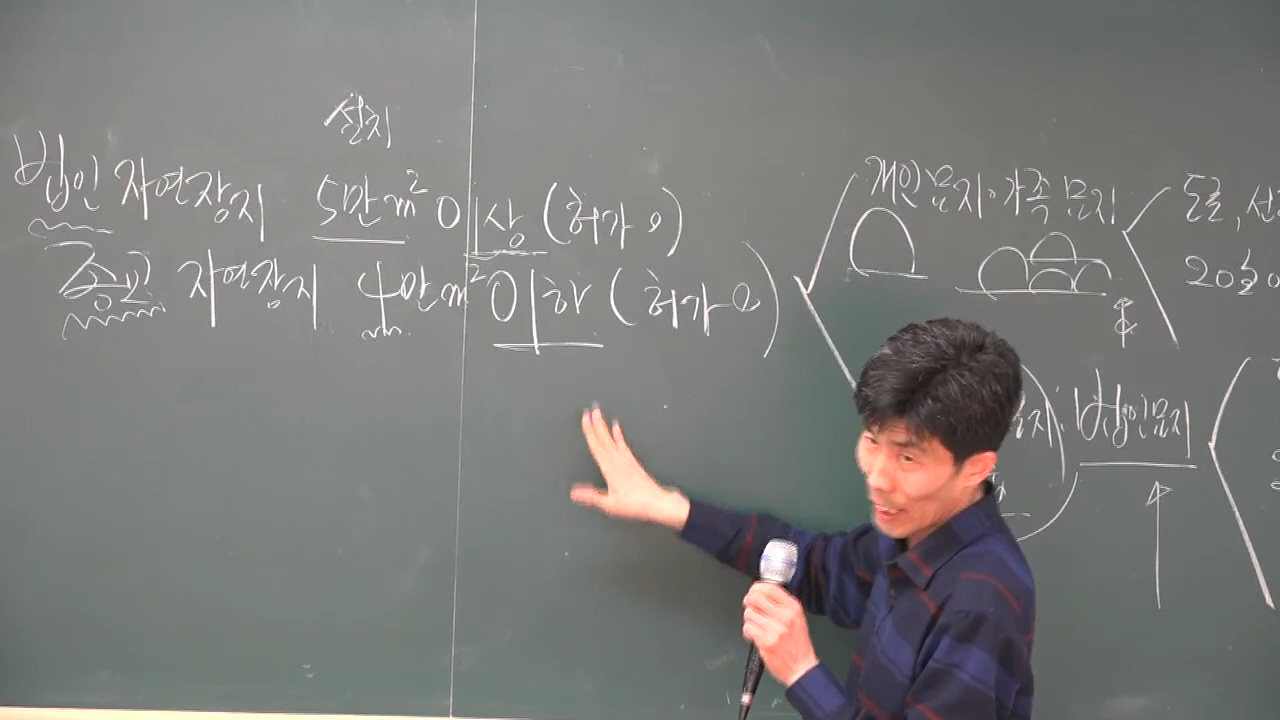 설치
법인 자연장지 5만m² 이상 (허가 o)
종교 자연장지 4만m² 이하 (허가 o)
개인묘지·가족묘지
도로, 선
20호 이
묘지, 법인묘지